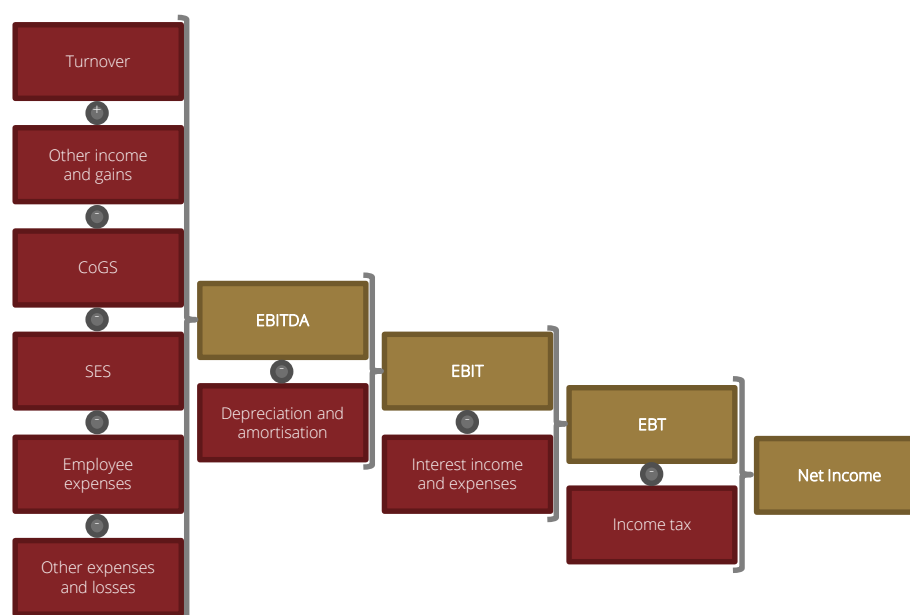 Turnover
+
Other income
and gains
-
CoGS
-
SES
-
Employee
expenses
-
Other expenses
and losses
EBITDA
-
Depreciation and
amortisation
EBIT
-
Interest income
and expenses
EBT
-
Income tax
Net Income